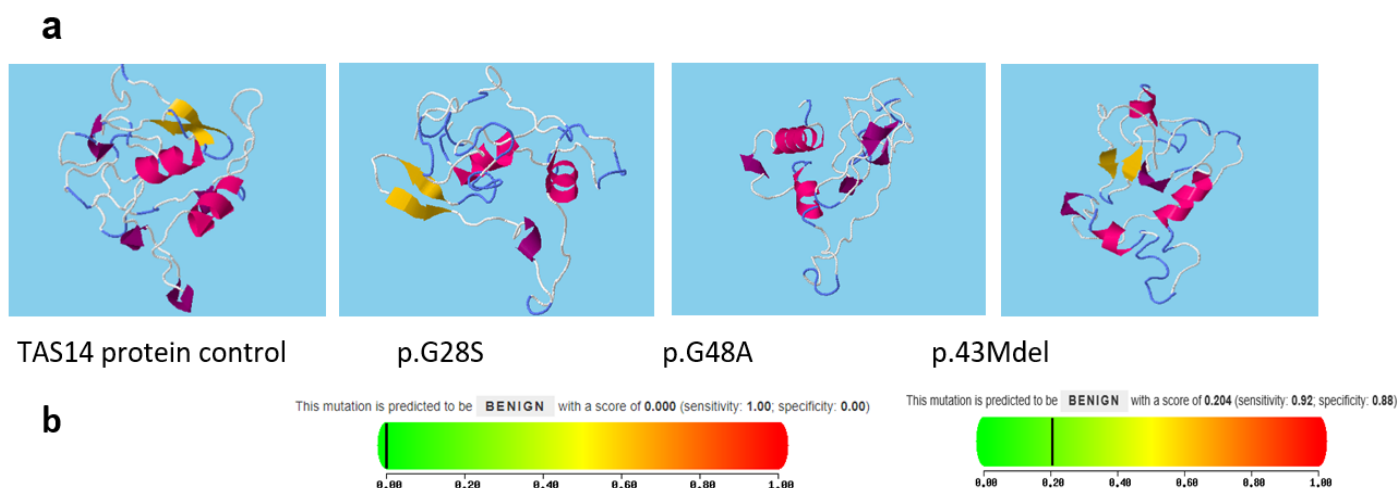 a
TAS14 protein control p.G28S p.G48A p.43Mdel
b
This mutation is predicted to be BENIGN with a score of 0.000 (sensitivity: 1.00; specificity: 0.00)
0.00 0.20 0.40 0.60 0.80 1.00
This mutation is predicted to be BENIGN with a score of 0.204 (sensitivity: 0.92; specificity: 0.88)
0.00 0.20 0.40 0.60 0.80 1.00